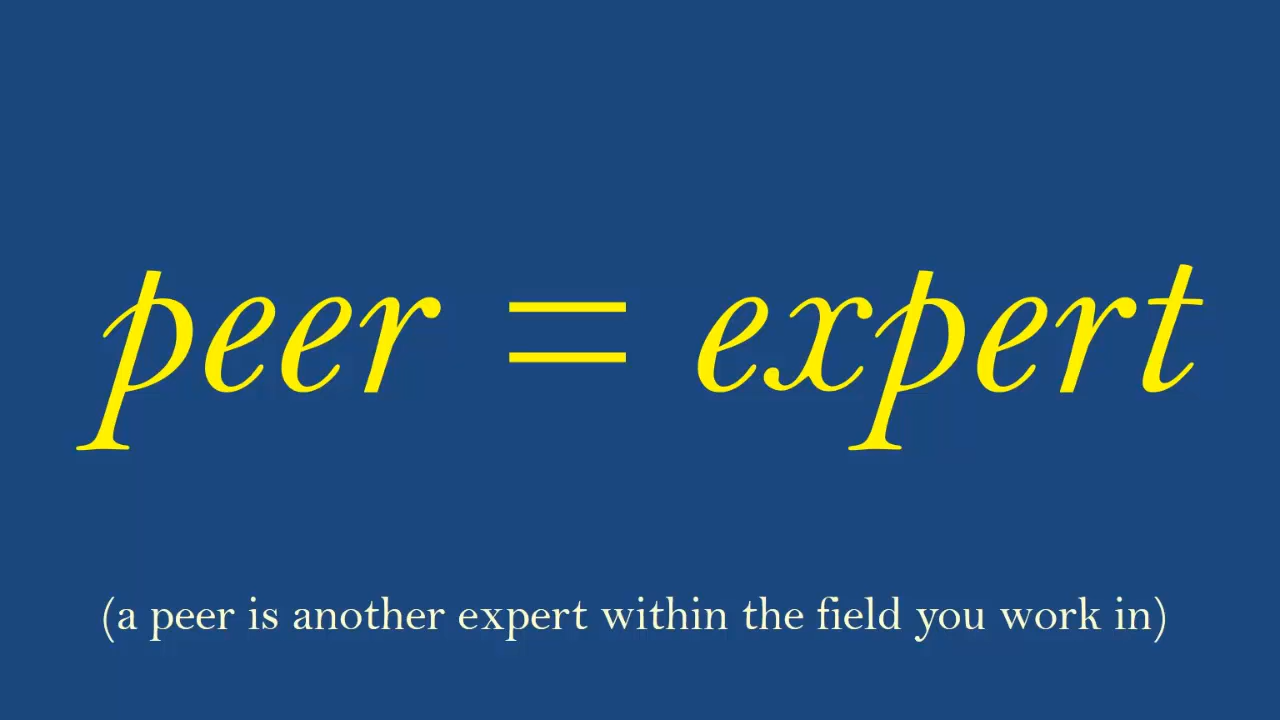 peer = expert
(a peer is another expert within the field you work in)